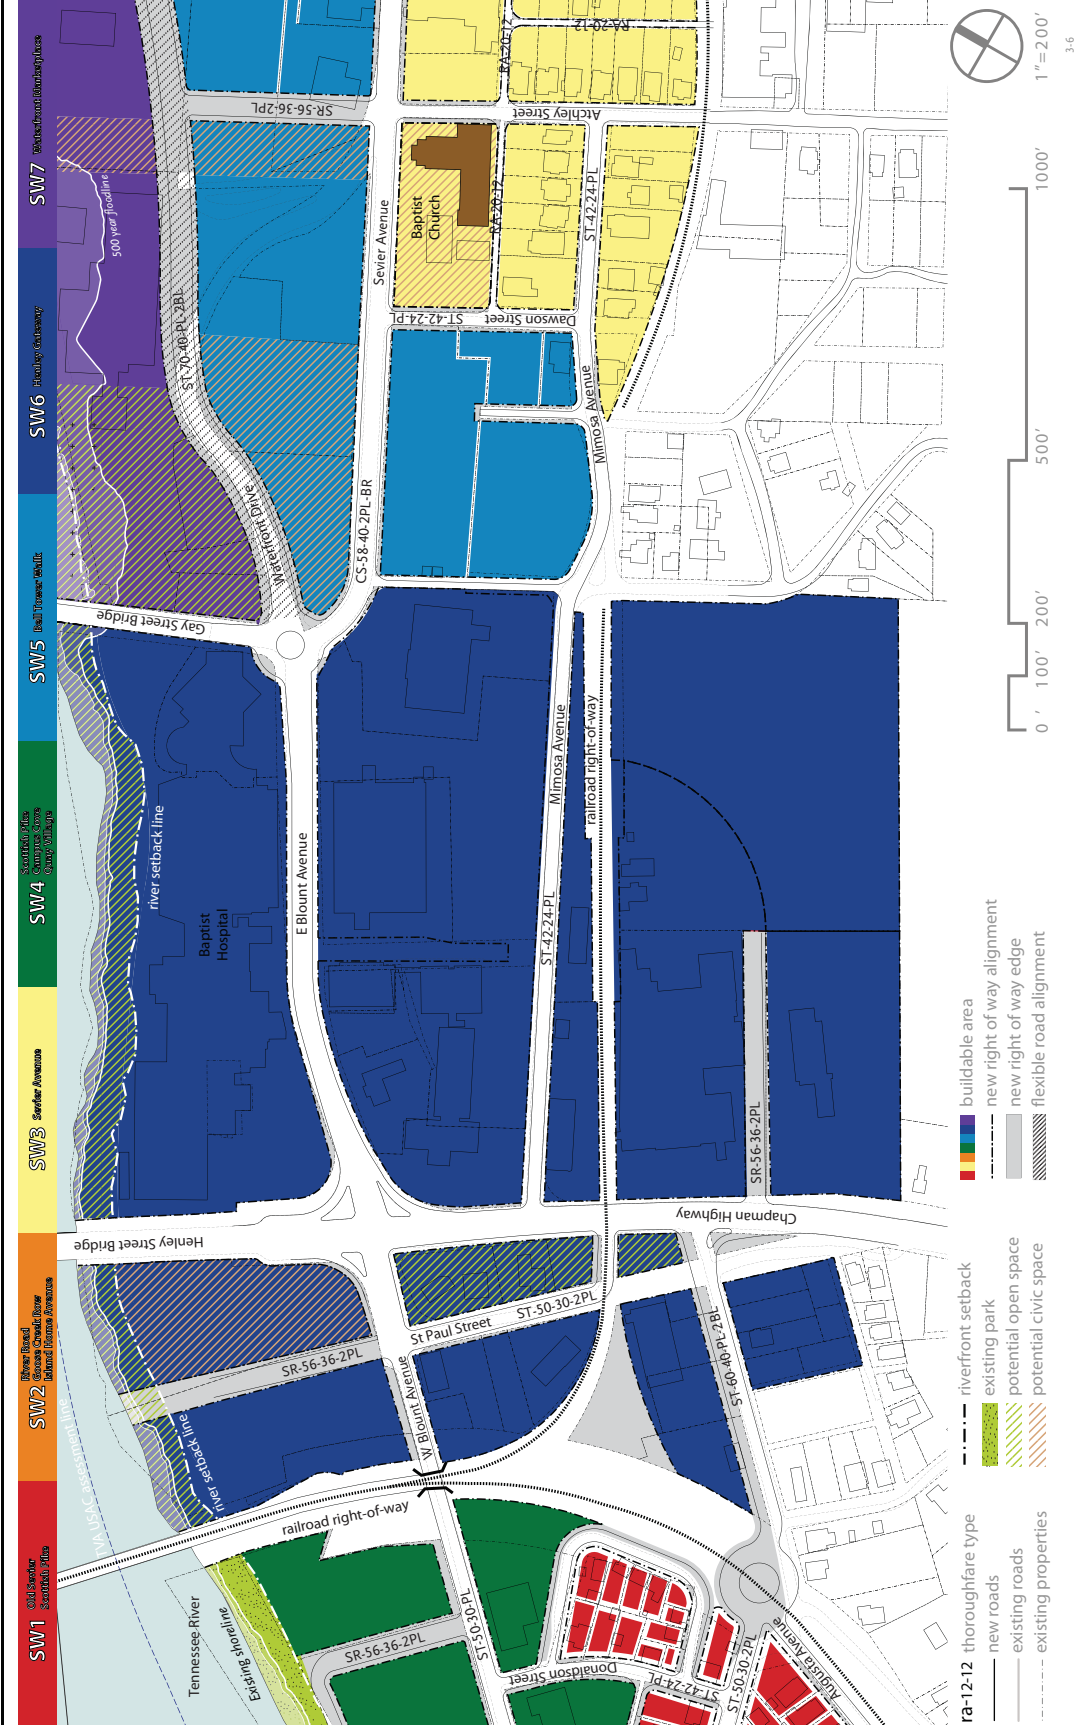 SW1 Old Sevier
Scottish Pike
SW2 River Road
Goose Creek Row
Island Home Avenue
SW3 Sevier Avenue
SW4 Scottish Pike
Campus Cove
Quay Village
SW5 Bell Tower Walk
SW6 Henley Gateway
SW7 Waterfront Marketplace
500 year floodline
ST-70-40-PL-2BL
Waterfront Drive
Gay Street Bridge
SR-56-36-2PL
Sevier Avenue
CS-58-40-2PL-BR
Baptist
Church
RA-20-12
RA-20-12
RA-20-12
Atchley Street
ST-42-24-PL
ST-42-24-PL
Dawson Street
Mimosa Avenue
river setback line
Baptist
Hospital
E Blount Avenue
Mimosa Avenue
ST-42-24-PL
railroad right-of-way
SR-56-36-2PL
Chapman Highway
Henley Street Bridge
St Paul Street
ST-50-30-2PL
SR-56-36-2PL
W Blount Avenue
ST-60-40-PL-2BL
TVA USAC assessment line
river setback line
railroad right-of-way
Tennessee River
Existing shoreline
SR-56-36-2PL
ST-50-30-PL
Donaldson Street
ST-42-24-PL
ST-50-30-2PL
Augusta Avenue
ra-12-12 thoroughfare type
new roads
existing roads
existing properties
riverfront setback
existing park
potential open space
potential civic space
buildable area
new right of way alignment
new right of way edge
flexible road alignment
0 ' 100' 200' 500' 1000'
1"=200'
3-6